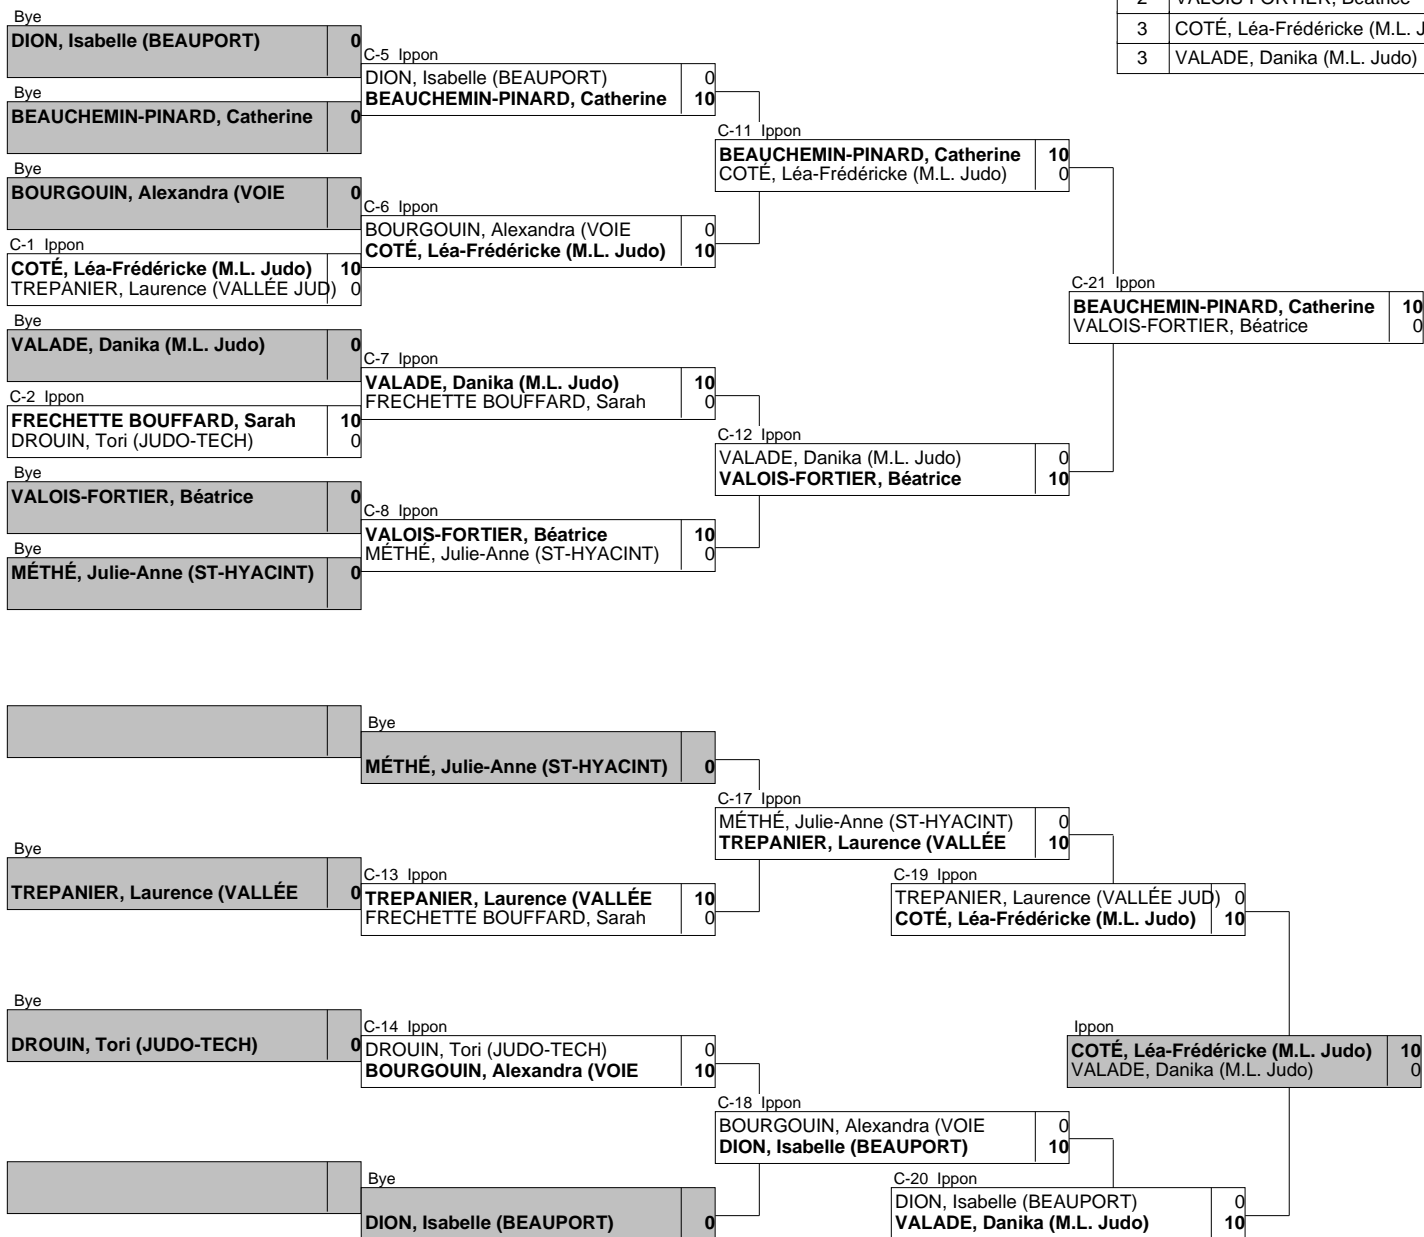 2 VALOIS-FORTIER, Béatrice
3 COTÉ, Léa-Frédéricke (M.L. J
3 VALADE, Danika (M.L. Judo)
Bye
DION, Isabelle (BEAUPORT) 0
Bye
BEAUCHEMIN-PINARD, Catherine 0
Bye
BOURGOUIN, Alexandra (VOIE 0
C-1 Ippon
COTÉ, Léa-Frédéricke (M.L. Judo) 10
TREPANIER, Laurence (VALLÉE JUD) 0
Bye
VALADE, Danika (M.L. Judo) 0
C-2 Ippon
FRECHETTE BOUFFARD, Sarah 10
DROUIN, Tori (JUDO-TECH) 0
Bye
VALOIS-FORTIER, Béatrice 0
Bye
MÉTHÉ, Julie-Anne (ST-HYACINT) 0
C-5 Ippon
DION, Isabelle (BEAUPORT) 0
BEAUCHEMIN-PINARD, Catherine 10
C-6 Ippon
BOURGOUIN, Alexandra (VOIE 0
COTÉ, Léa-Frédéricke (M.L. Judo) 10
C-7 Ippon
VALADE, Danika (M.L. Judo) 10
FRECHETTE BOUFFARD, Sarah 0
C-8 Ippon
VALOIS-FORTIER, Béatrice 10
MÉTHÉ, Julie-Anne (ST-HYACINT) 0
C-11 Ippon
BEAUCHEMIN-PINARD, Catherine 10
COTÉ, Léa-Frédéricke (M.L. Judo) 0
C-12 Ippon
VALADE, Danika (M.L. Judo) 0
VALOIS-FORTIER, Béatrice 10
C-21 Ippon
BEAUCHEMIN-PINARD, Catherine 10
VALOIS-FORTIER, Béatrice 0
Bye
TREPANIER, Laurence (VALLÉE 0
Bye
DROUIN, Tori (JUDO-TECH) 0
Bye
MÉTHÉ, Julie-Anne (ST-HYACINT) 0
C-13 Ippon
TREPANIER, Laurence (VALLÉE 10
FRECHETTE BOUFFARD, Sarah 0
C-14 Ippon
DROUIN, Tori (JUDO-TECH) 0
BOURGOUIN, Alexandra (VOIE 10
Bye
DION, Isabelle (BEAUPORT) 0
C-17 Ippon
MÉTHÉ, Julie-Anne (ST-HYACINT) 0
TREPANIER, Laurence (VALLÉE 10
C-18 Ippon
BOURGOUIN, Alexandra (VOIE 0
DION, Isabelle (BEAUPORT) 10
C-19 Ippon
TREPANIER, Laurence (VALLÉE JUD) 0
COTÉ, Léa-Frédéricke (M.L. Judo) 10
C-20 Ippon
DION, Isabelle (BEAUPORT) 0
VALADE, Danika (M.L. Judo) 10
Ippon
COTÉ, Léa-Frédéricke (M.L. Judo) 10
VALADE, Danika (M.L. Judo) 0